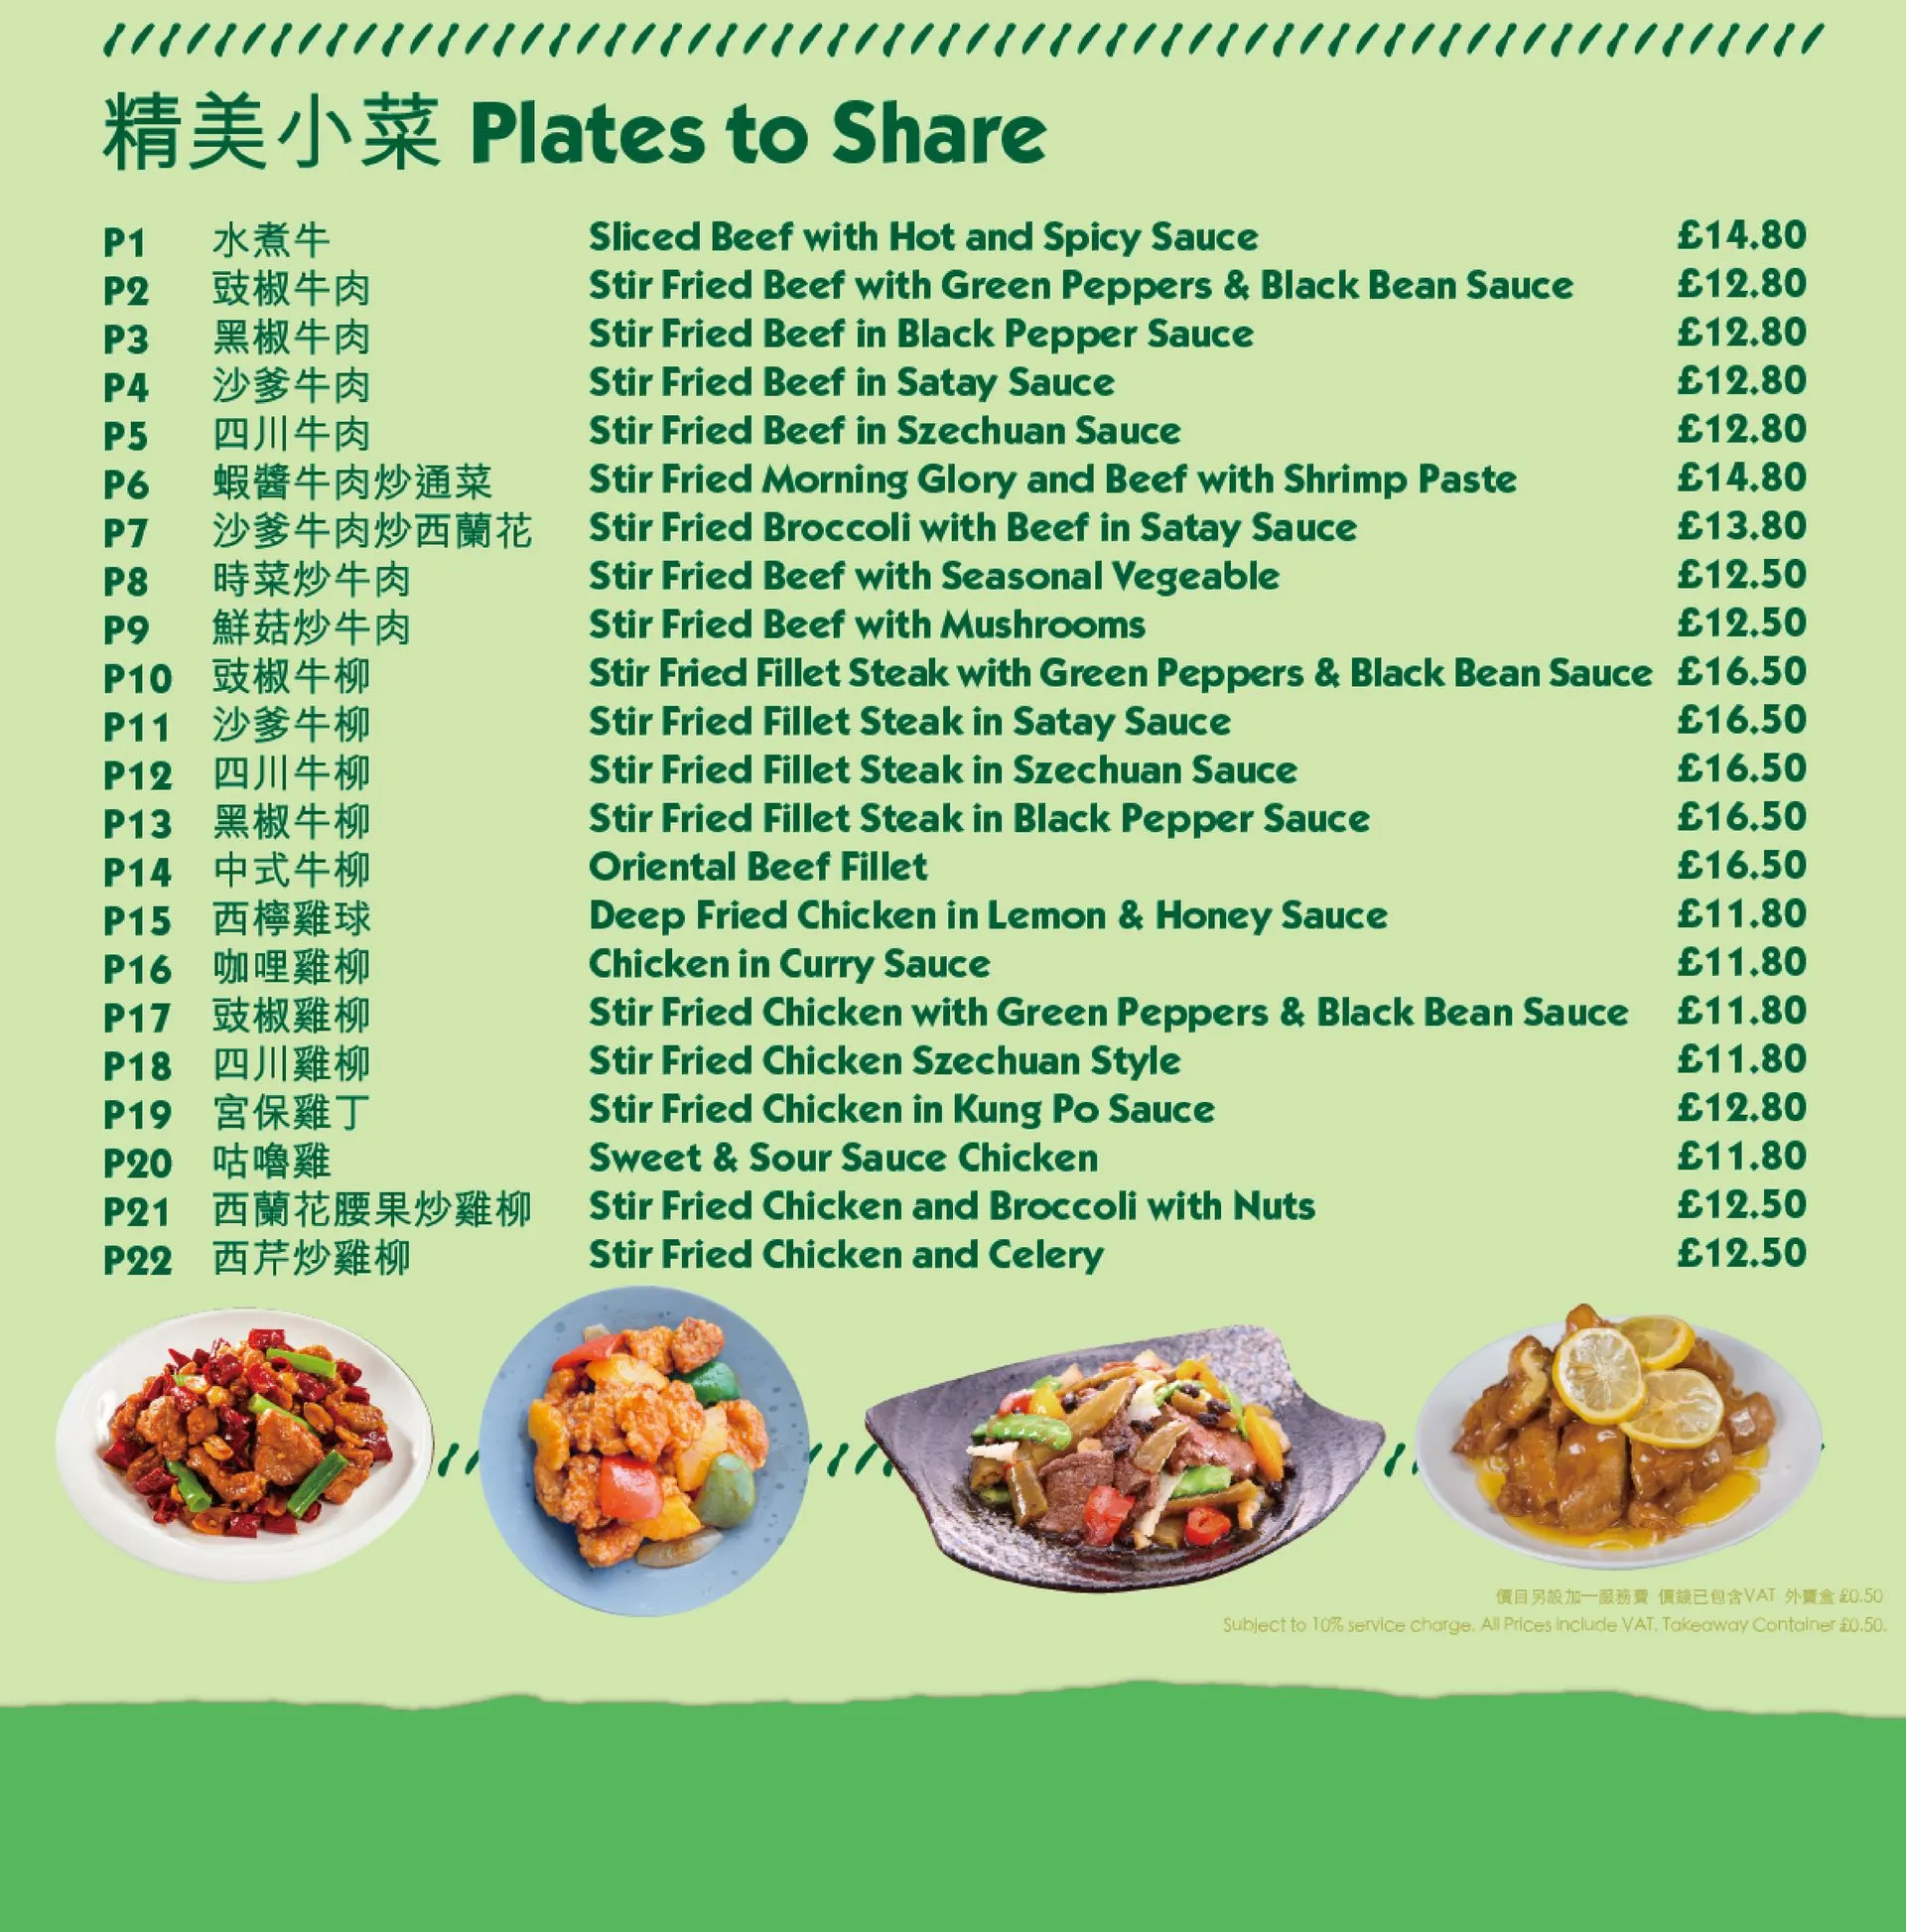 精美小菜 Plates to Share
P1 水煮牛 Sliced Beef with Hot and Spicy Sauce £14.80
P2 豉椒牛肉 Stir Fried Beef with Green Peppers & Black Bean Sauce £12.80
P3 黑椒牛肉 Stir Fried Beef in Black Pepper Sauce £12.80
P4 沙爹牛肉 Stir Fried Beef in Satay Sauce £12.80
P5 四川牛肉 Stir Fried Beef in Szechuan Sauce £12.80
P6 蝦醬牛肉炒通菜 Stir Fried Morning Glory and Beef with Shrimp Paste £14.80
P7 沙爹牛肉炒西蘭花 Stir Fried Broccoli with Beef in Satay Sauce £13.80
P8 時菜炒牛肉 Stir Fried Beef with Seasonal Vegeable £12.50
P9 鮮菇炒牛肉 Stir Fried Beef with Mushrooms £12.50
P10 豉椒牛柳 Stir Fried Fillet Steak with Green Peppers & Black Bean Sauce £16.50
P11 沙爹牛柳 Stir Fried Fillet Steak in Satay Sauce £16.50
P12 四川牛柳 Stir Fried Fillet Steak in Szechuan Sauce £16.50
P13 黑椒牛柳 Stir Fried Fillet Steak in Black Pepper Sauce £16.50
P14 中式牛柳 Oriental Beef Fillet £16.50
P15 西檸雞球 Deep Fried Chicken in Lemon & Honey Sauce £11.80
P16 咖哩雞柳 Chicken in Curry Sauce £11.80
P17 豉椒雞柳 Stir Fried Chicken with Green Peppers & Black Bean Sauce £11.80
P18 四川雞柳 Stir Fried Chicken Szechuan Style £11.80
P19 宮保雞丁 Stir Fried Chicken in Kung Po Sauce £12.80
P20 咕嚕雞 Sweet & Sour Sauce Chicken £11.80
P21 西蘭花腰果炒雞柳 Stir Fried Chicken and Broccoli with Nuts £12.50
P22 西芹炒雞柳 Stir Fried Chicken and Celery £12.50
價目另設加一服務費 價錢已包含VAT 外賣盒 £0.50
Subject to 10% service charge. All Prices include VAT. Takeaway Container £0.50.